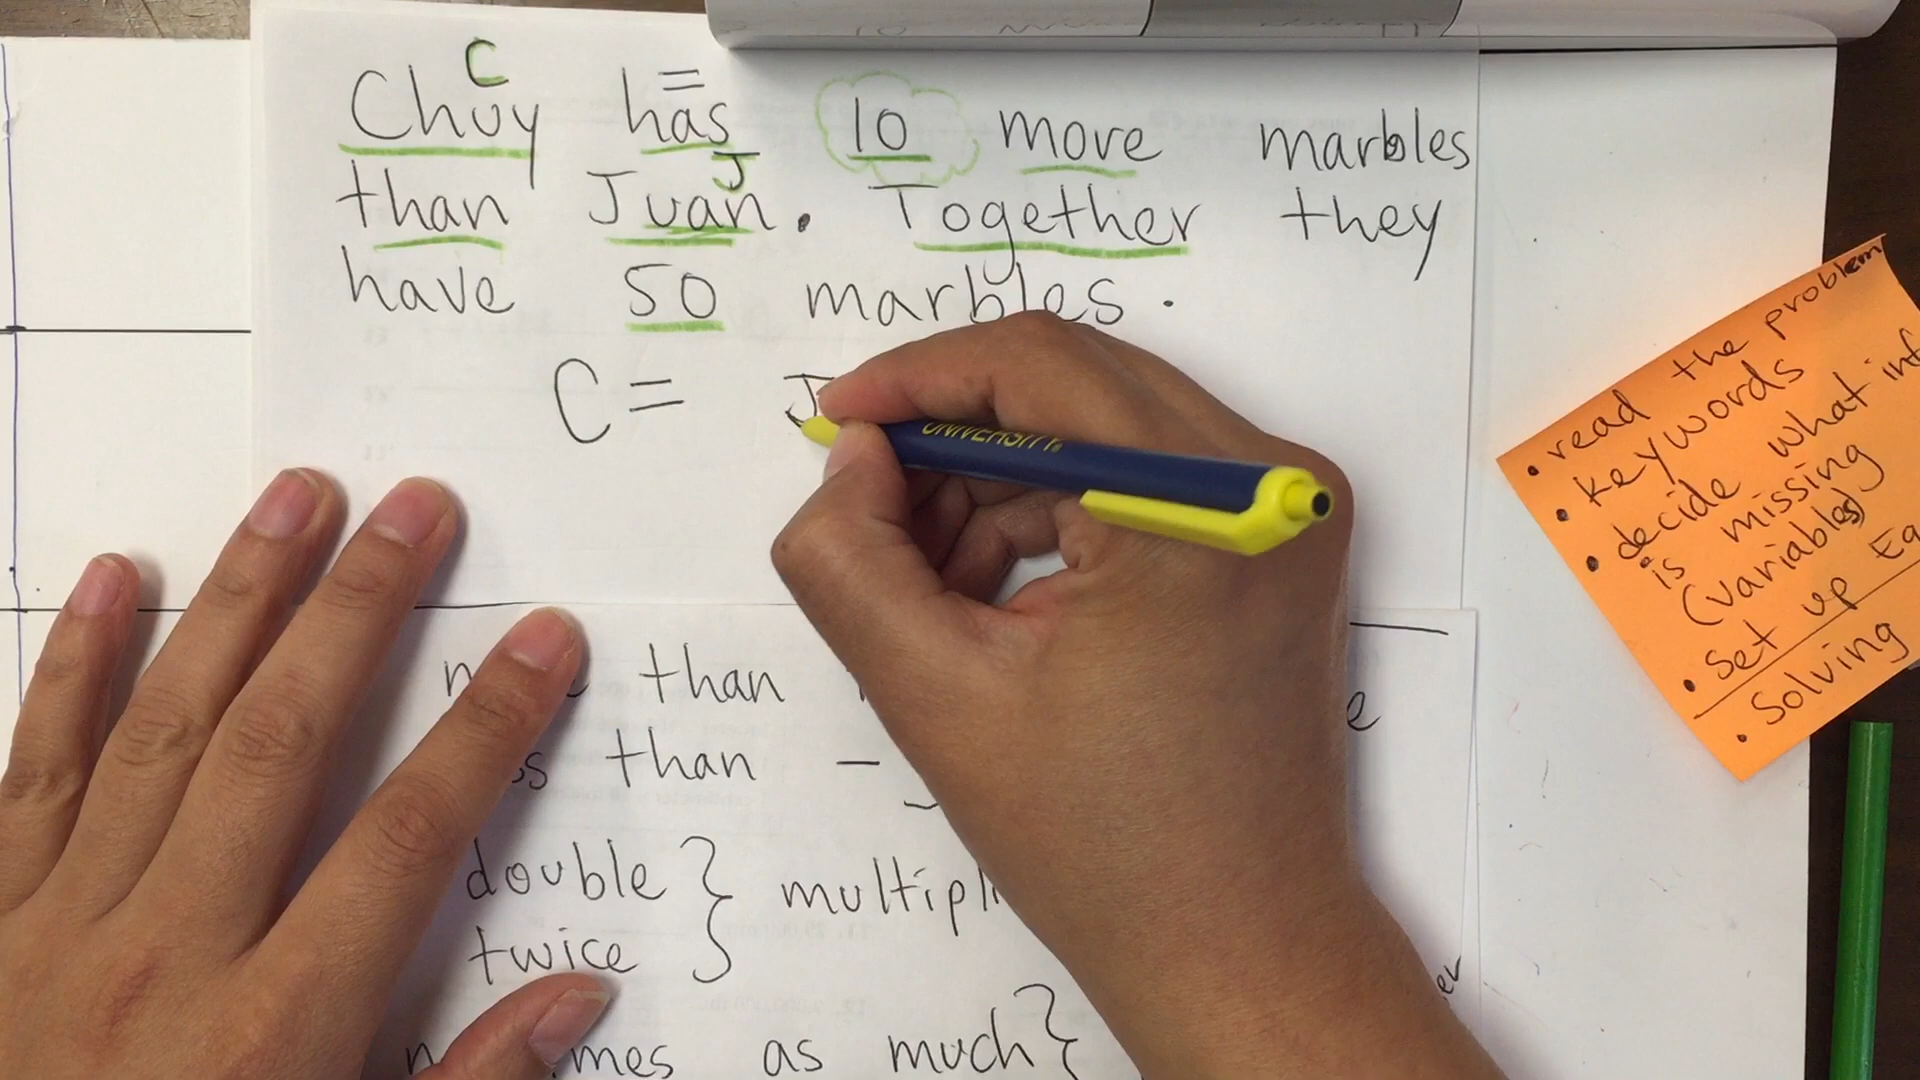 C =
Chuy has 10 more marbles
J
than Juan. Together they
have 50 marbles.
C = J
UNIVERSITY
than
than -
double } multipli
twice
as much }
• read the problem
• keywords
• decide what inf
is missing
(variables)
• Set up Eq
• Solving